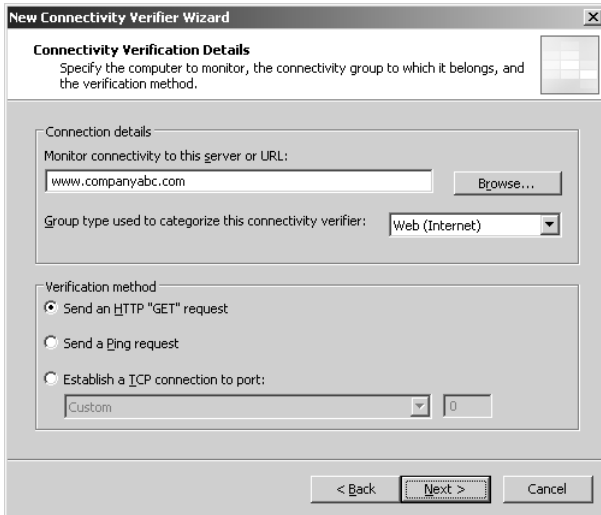 New Connectivity Verifier Wizard
Connectivity Verification Details
Specify the computer to monitor, the connectivity group to which it belongs, and
the verification method.
Connection details
Monitor connectivity to this server or URL:
www.companyabc.com
Browse...
Group type used to categorize this connectivity verifier:
Web (Internet)
Verification method
Send an HTTP "GET" request
Send a Ping request
Establish a TCP connection to port:
Custom
0
< Back
Next >
Cancel